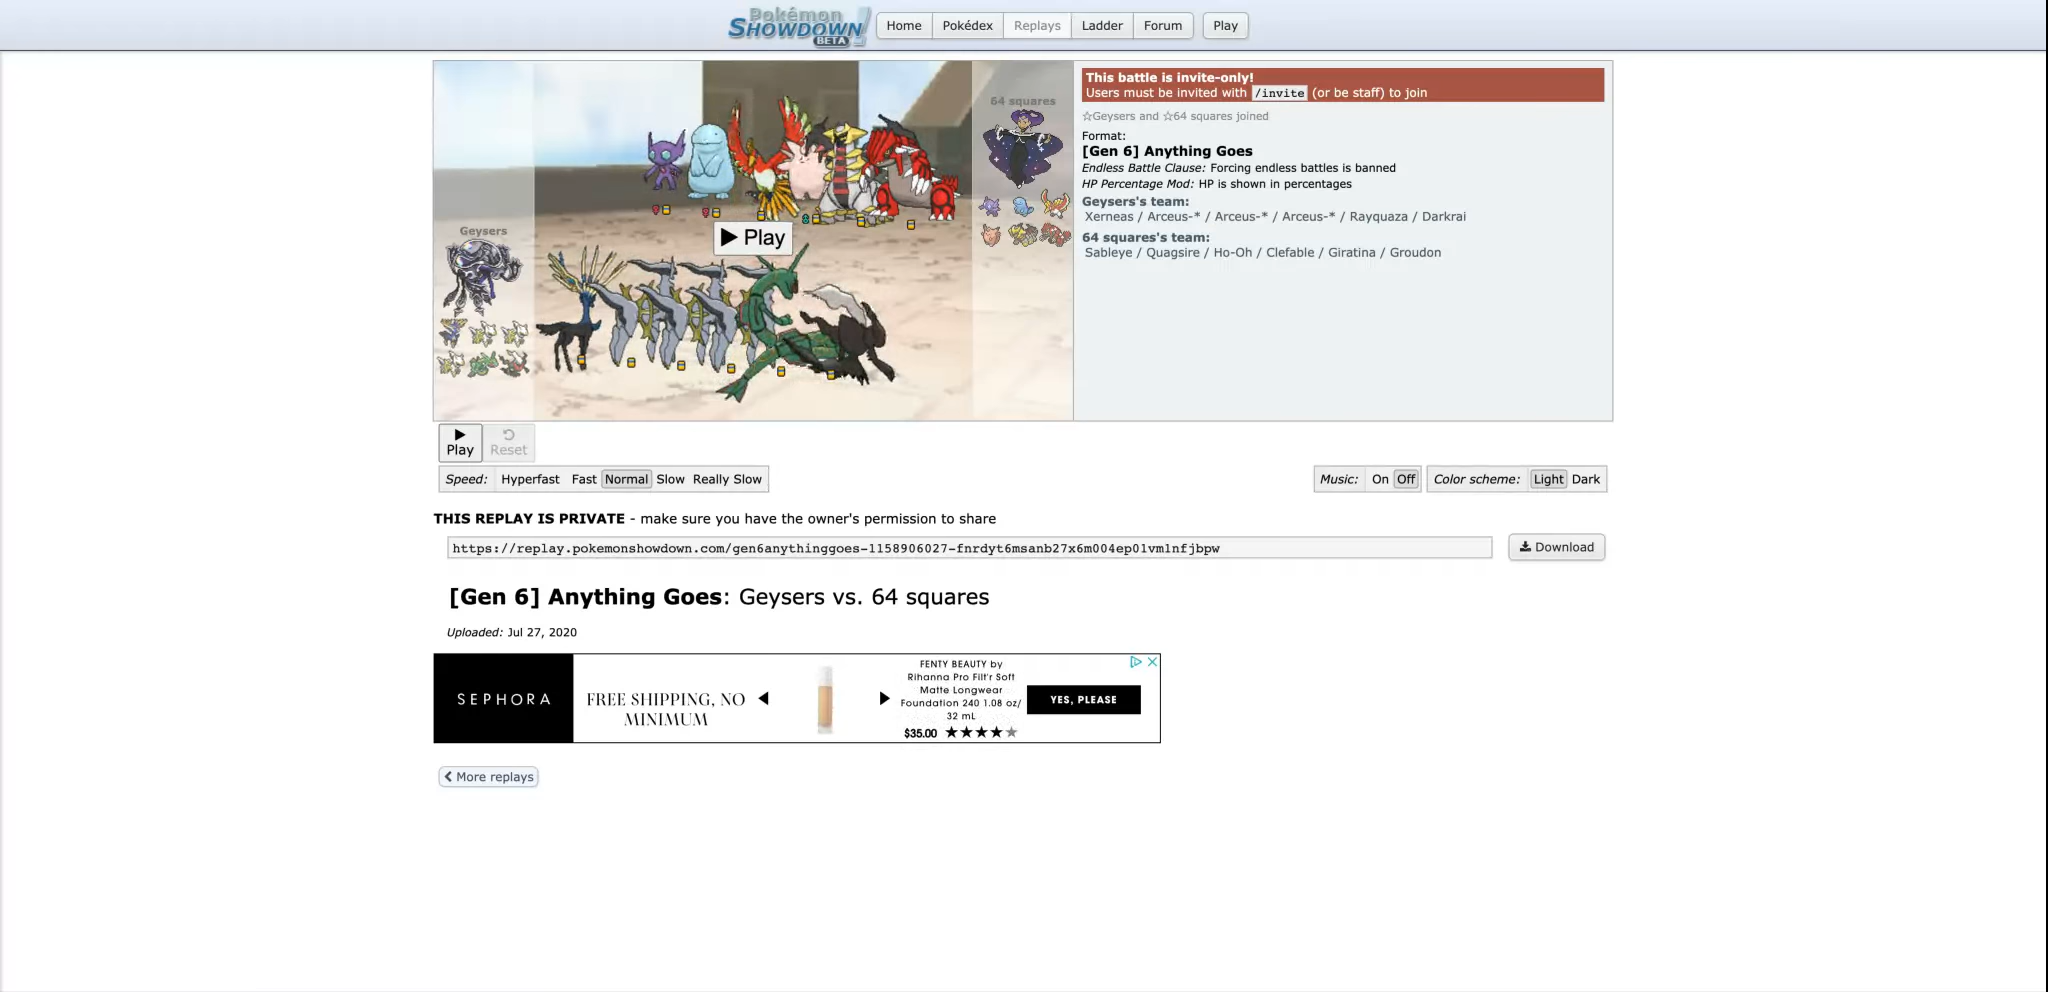 Pokémon
SHOWDOWN!
BETA
Home
Pokédex
Replays
Ladder
Forum
Play
64 squares
Geysers
Play
This battle is invite-only!
Users must be invited with /invite (or be staff) to join
☆Geysers and ☆64 squares joined
Format:
[Gen 6] Anything Goes
Endless Battle Clause: Forcing endless battles is banned
HP Percentage Mod: HP is shown in percentages
Geysers's team:
Xerneas / Arceus-* / Arceus-* / Arceus-* / Rayquaza / Darkrai
64 squares's team:
Sableye / Quagsire / Ho-Oh / Clefable / Giratina / Groudon
Play
Reset
Speed: Hyperfast Fast Normal Slow Really Slow
Music: On Off
Color scheme: Light Dark
THIS REPLAY IS PRIVATE - make sure you have the owner's permission to share
https://replay.pokemonshowdown.com/gen6anythinggoes-1158906027-fnrdyt6msanb27x6m004ep01vm1nfjbpw
Download
[Gen 6] Anything Goes: Geysers vs. 64 squares
Uploaded: Jul 27, 2020
SEPHORA
FREE SHIPPING, NO
MINIMUM
FENTY BEAUTY by
Rihanna Pro Filt'r Soft
Matte Longwear
Foundation 240 1.08 oz/
32 mL
$35.00
YES, PLEASE
More replays